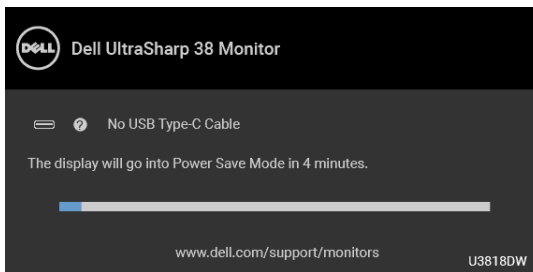 DELL
Dell UltraSharp 38 Monitor
? No USB Type-C Cable
The display will go into Power Save Mode in 4 minutes.
www.dell.com/support/monitors
U3818DW